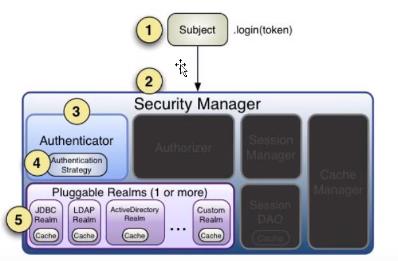 1
Subject
.login(token)
2
Security Manager
3
Authenticator
4
Authentication
Strategy
Authorizer
Session
Manager
Cache
Manager
Session
DAO
Cache
Pluggable Realms (1 or more)
5
JDBC
Realm
Cache
LDAP
Realm
Cache
ActiveDirectory
Realm
Cache
...
Custom
Realm
Cache